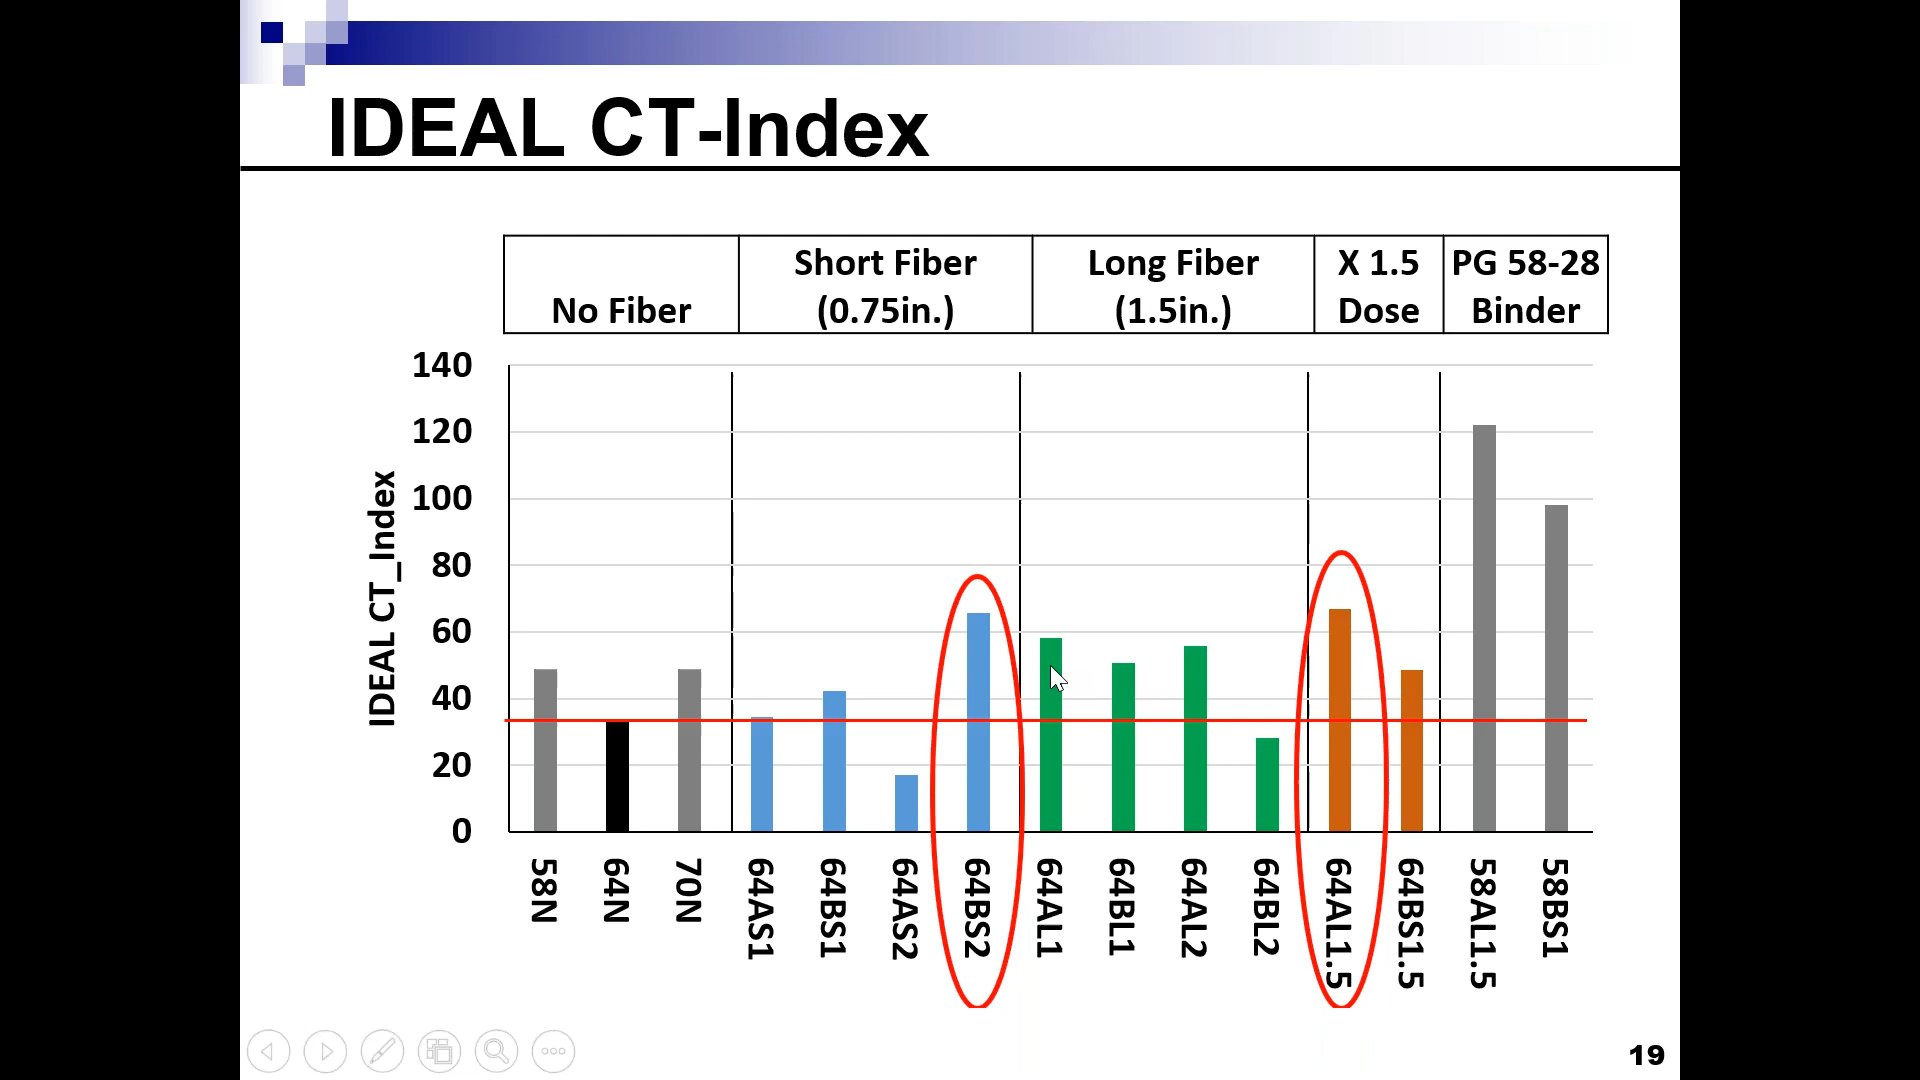 IDEAL CT-Index
No Fiber
Short Fiber
(0.75in.)
Long Fiber
(1.5in.)
X 1.5
Dose
PG 58-28
Binder
IDEAL CT_Index
140
120
100
80
60
40
20
0
58N
64N
70N
64AS1
64BS1
64AS2
64BS2
64AL1
64BL1
64AL2
64BL2
64AL1.5
64BS1.5
58AL1.5
58BS1
19